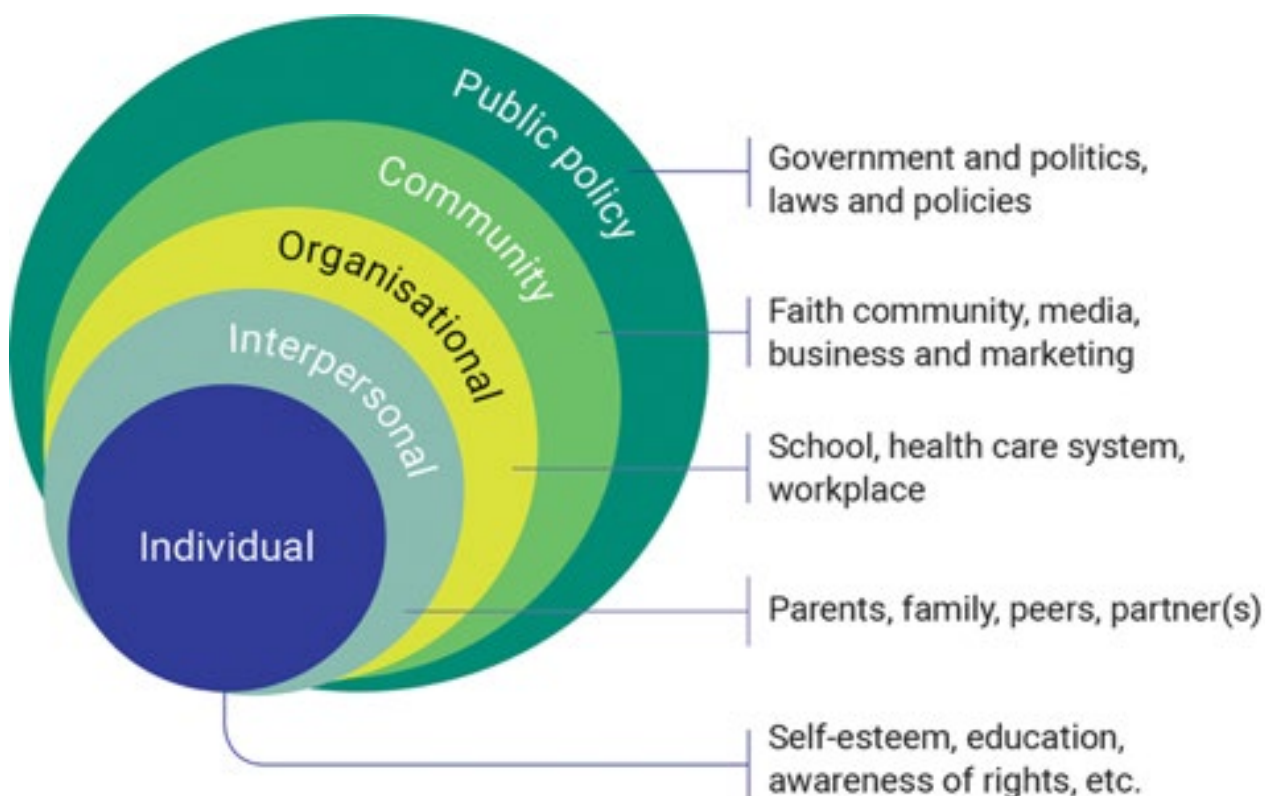 Public policy
Community
Organisational
Interpersonal
Individual
Government and politics,
laws and policies
Faith community, media,
business and marketing
School, health care system,
workplace
Parents, family, peers, partner(s)
Self-esteem, education,
awareness of rights, etc.